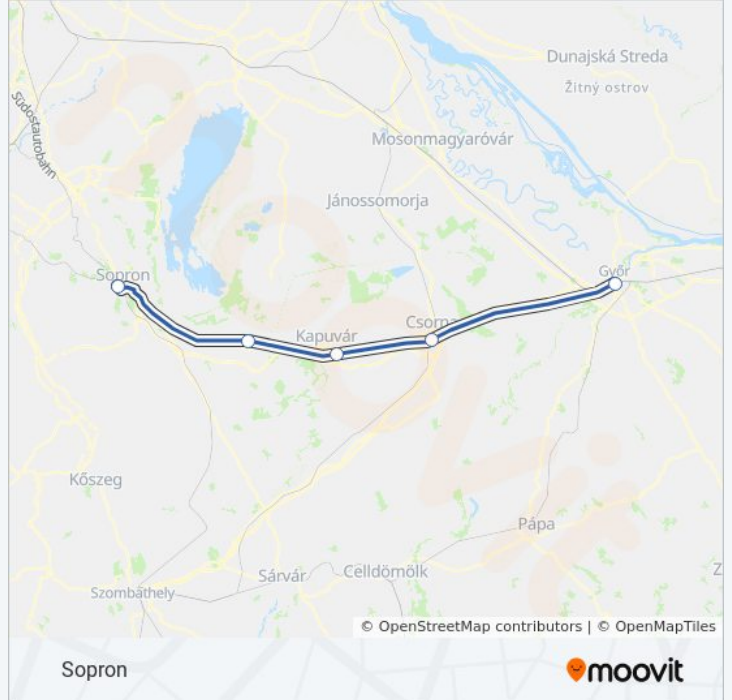 Dunajská Streda
Žitný ostrov
Südostautobahn
Mosonmagyaróvár
Jánossomorja
Sopron
Győr
Csorna
Kapuvár
Kőszeg
Pápa
Celldömölk
Sárvár
Z
Szombathely
© OpenStreetMap contributors | © OpenMapTiles
Sopron
moovit